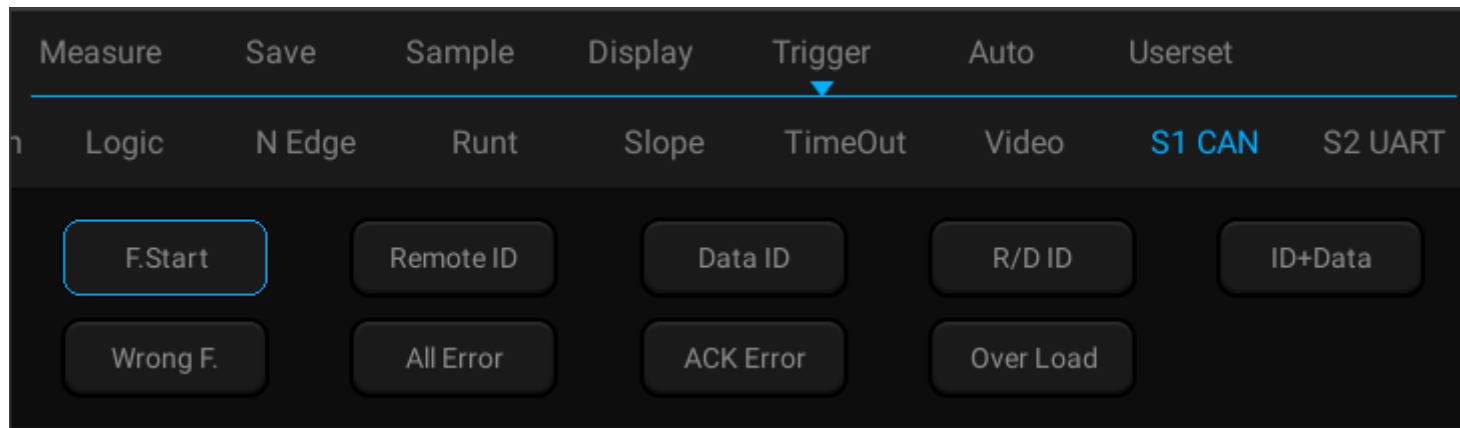 Measure Save Sample Display Trigger Auto Userset
Logic N Edge Runt Slope TimeOut Video S1 CAN S2 UART
F.Start Remote ID Data ID R/D ID ID+Data
Wrong F. All Error ACK Error Over Load